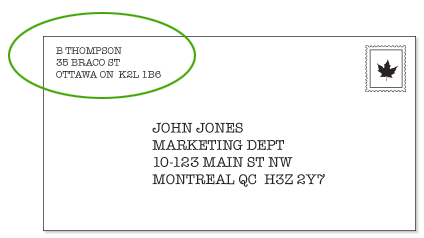 B THOMPSON
35 BRACO ST
OTTAWA ON  K2L 1B6
JOHN JONES
MARKETING DEPT
10-123 MAIN ST NW
MONTREAL QC  H3Z 2Y7